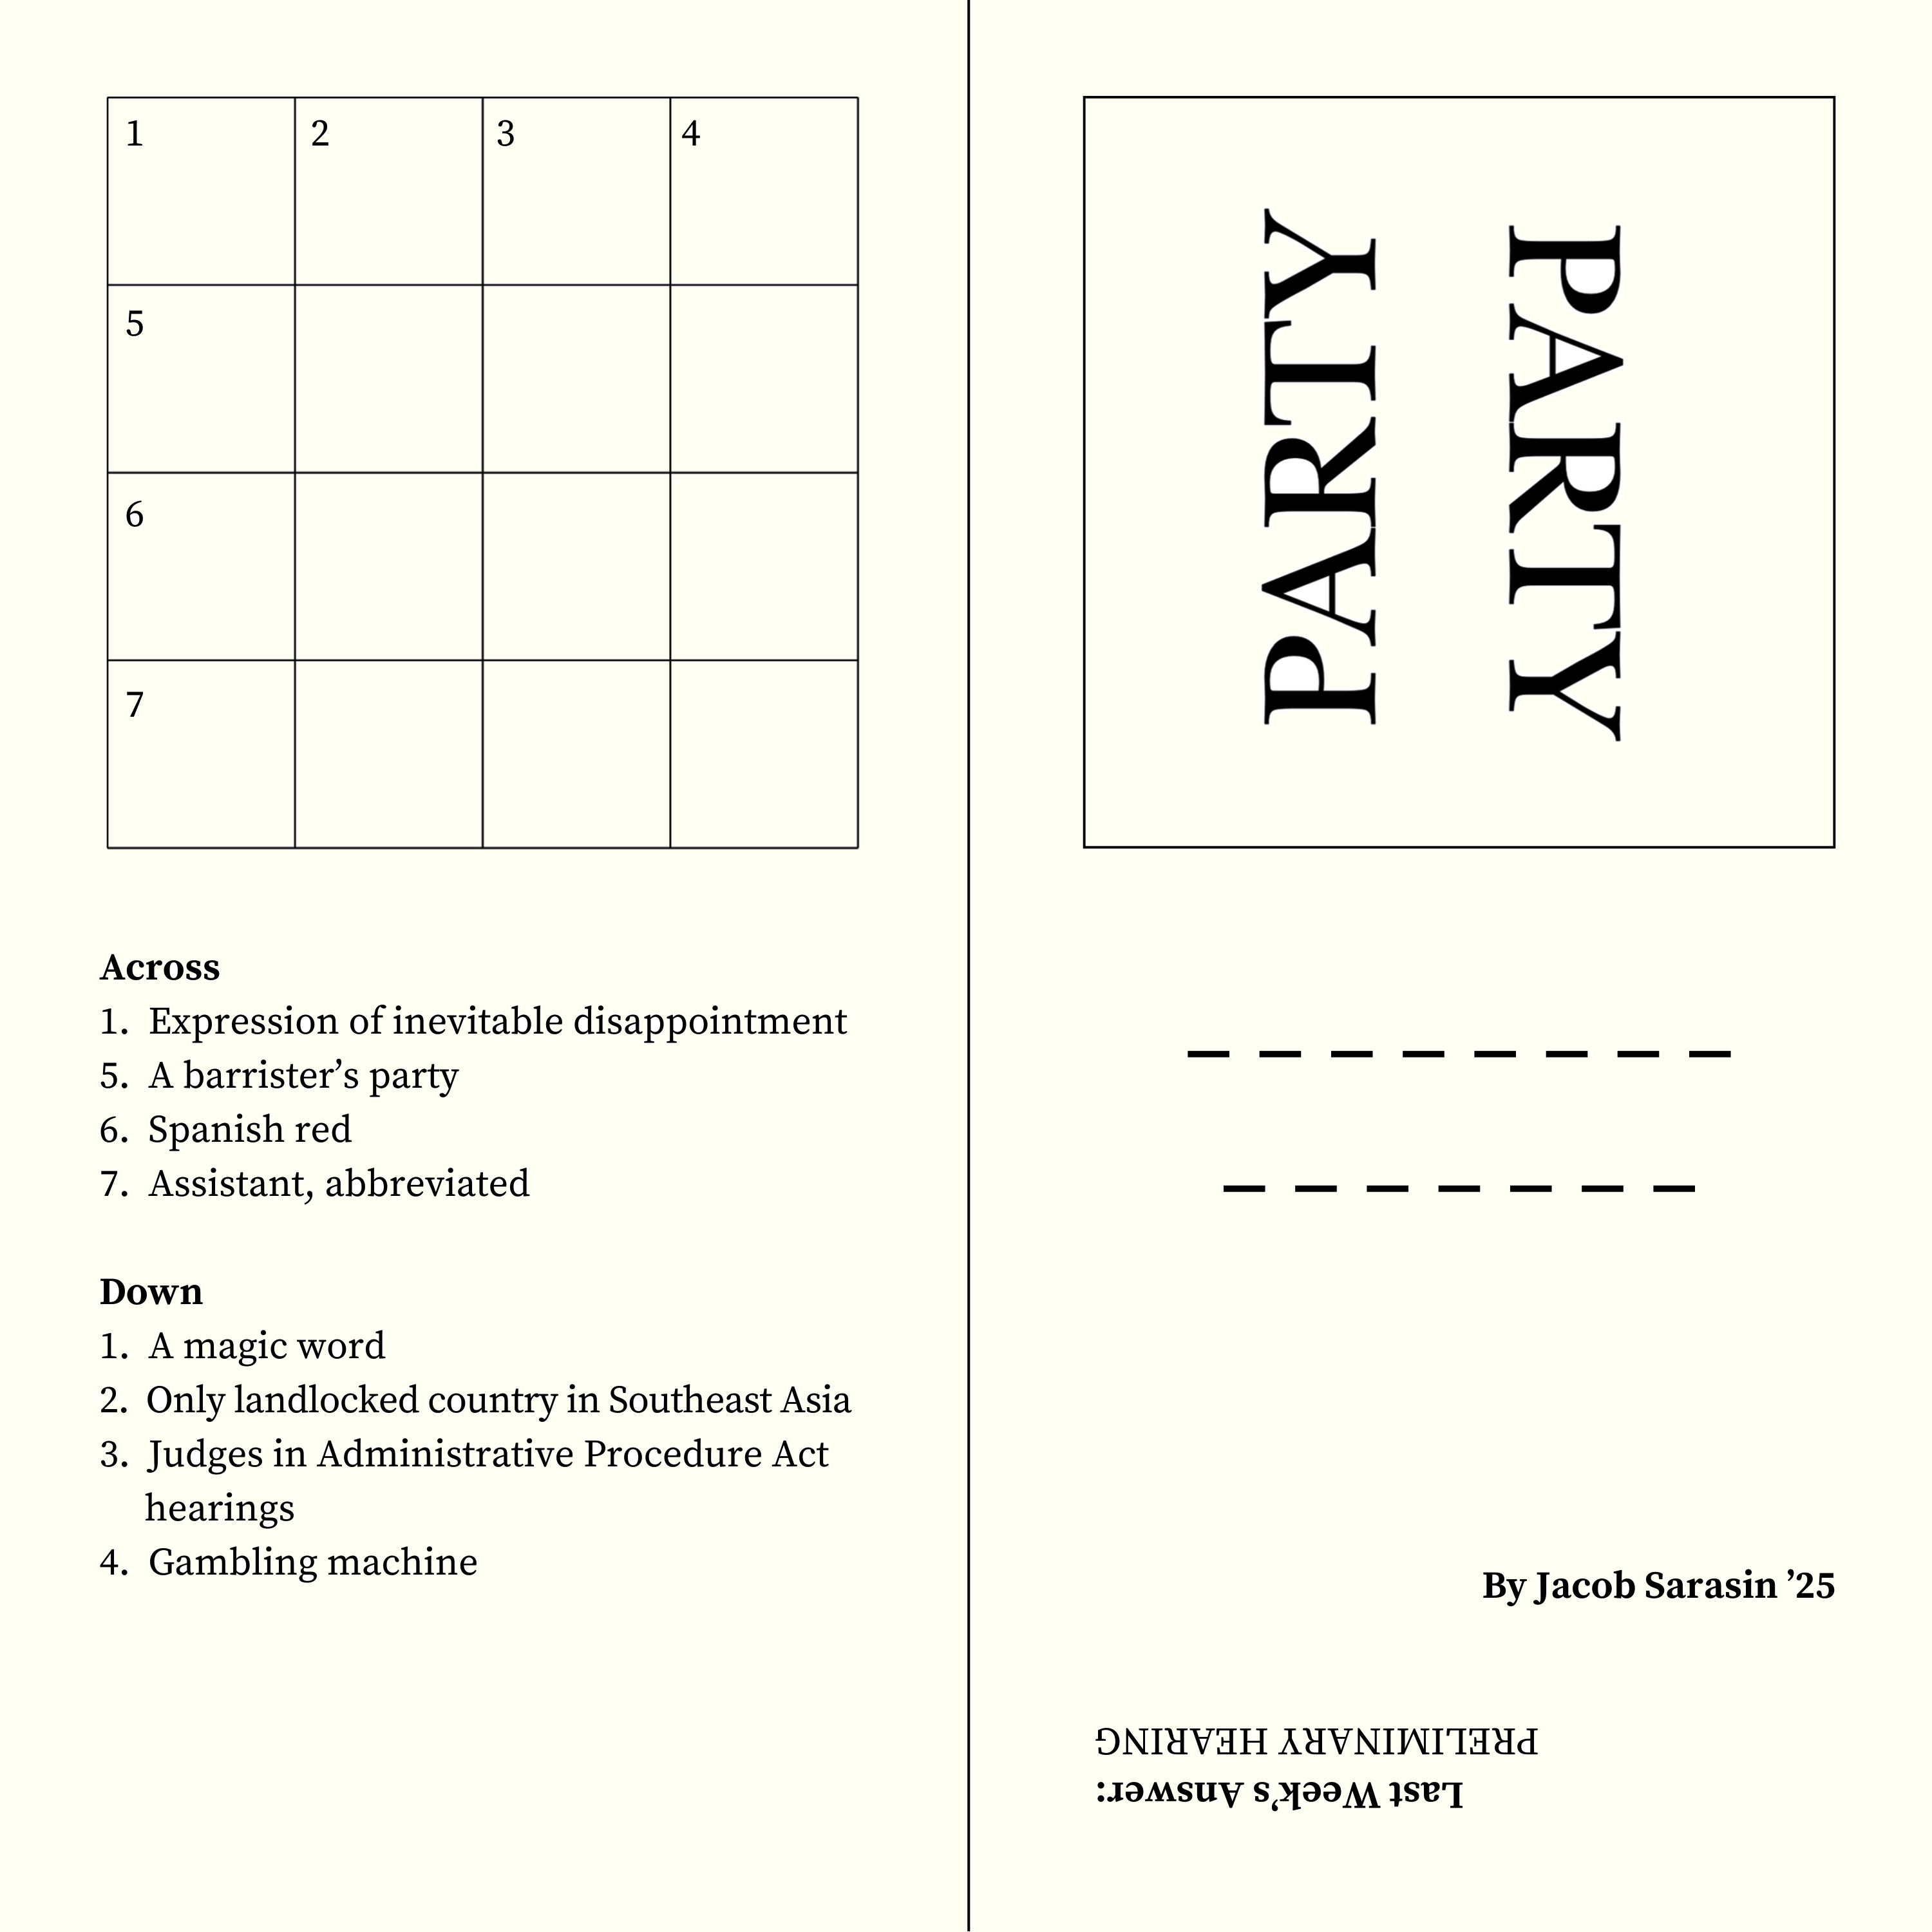 1 2 3 4
5
6
7
Across
1. Expression of inevitable disappointment
5. A barrister’s party
6. Spanish red
7. Assistant, abbreviated
Down
1. A magic word
2. Only landlocked country in Southeast Asia
3. Judges in Administrative Procedure Act
hearings
4. Gambling machine
PARTY
PARTY
By Jacob Sarasin ’25
Last Week’s Answer:
PRELIMINARY HEARING